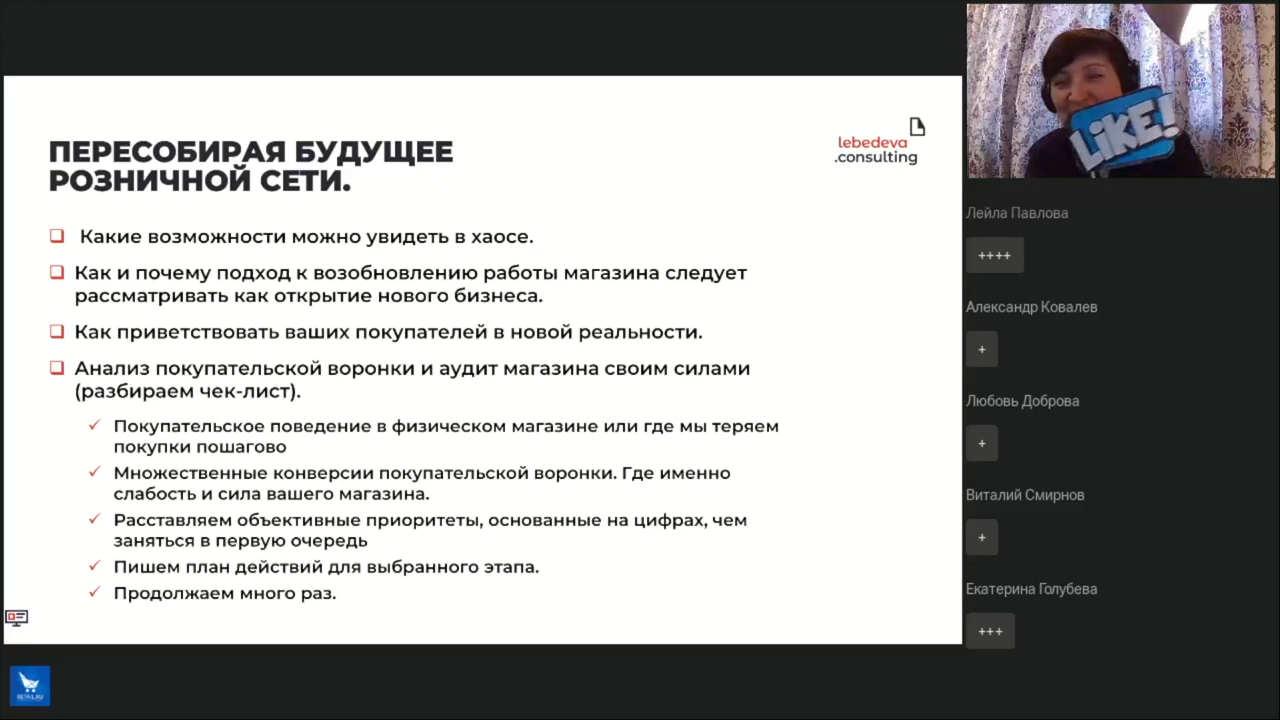 ПЕРЕСОБИРАЯ БУДУЩЕЕ
РОЗНИЧНОЙ СЕТИ.
lebedeva
.consulting
Какие возможности можно увидеть в хаосе.
Как и почему подход к возобновлению работы магазина следует
рассматривать как открытие нового бизнеса.
Как приветствовать ваших покупателей в новой реальности.
Анализ покупательской воронки и аудит магазина своим силами
(разбираем чек-лист).
Покупательское поведение в физическом магазине или где мы теряем
покупки пошагово
Множественные конверсии покупательской воронки. Где именно
слабость и сила вашего магазина.
Расставляем объективные приоритеты, основанные на цифрах, чем
заняться в первую очередь
Пишем план действий для выбранного этапа.
Продолжаем много раз.
LiKE!
Лейла Павлова
++++
Александр Ковалев
+
Любовь Доброва
+
Виталий Смирнов
+
Екатерина Голубева
+++